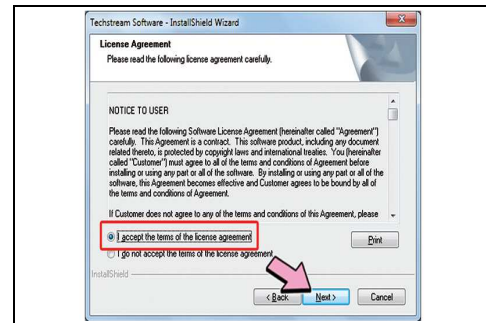 Techstream Software - InstallShield Wizard
License Agreement
Please read the following license agreement carefully.
NOTICE TO USER
Please read the following Software License Agreement (hereinafter called "Agreement")
carefully. This Agreement is a contract. This software product, including any document
related thereto, is protected by copyright laws and international treaties. You (hereinafter
called "Customer") must agree to all of the terms and conditions of Agreement before
installing or using any part or all of the software. By installing or using any part or all of the
software, this Agreement becomes effective and Customer agrees to be bound by all of
the terms and conditions of Agreement.
If Customer does not agree to any of the terms and conditions of this Agreement, please
I accept the terms of the license agreement
Print
I do not accept the terms of the license agreement
InstallShield
< Back Next > Cancel